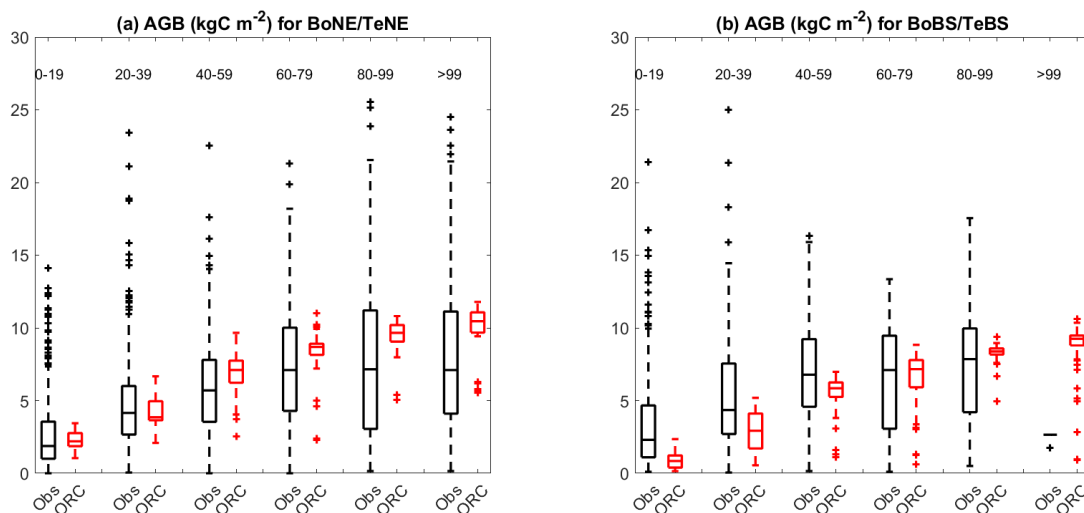 (a) AGB (kgC m-2) for BoNE/TeNE
30
25
20
15
10
5
0
0-19 20-39 40-59 60-79 80-99 >99
Obs ORC Obs ORC Obs ORC Obs ORC Obs ORC Obs ORC
(b) AGB (kgC m-2) for BoBS/TeBS
30
25
20
15
10
5
0
0-19 20-39 40-59 60-79 80-99 >99
Obs ORC Obs ORC Obs ORC Obs ORC Obs ORC Obs ORC